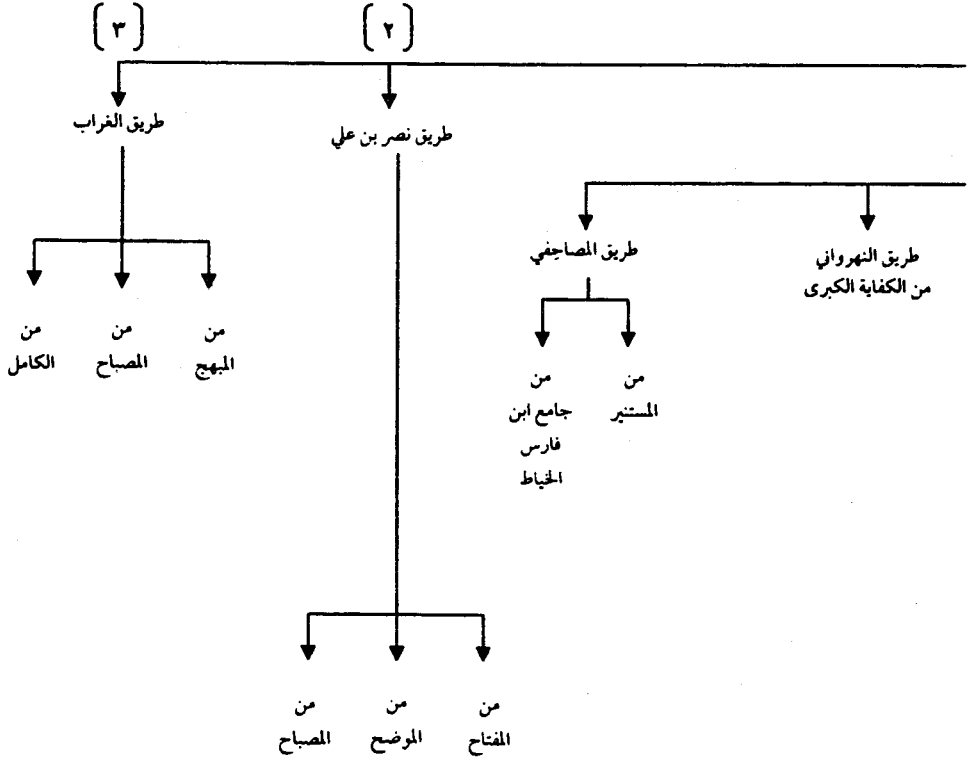 (٢)
(٣)
طريق نصر بن علي
طريق الغراب
طريق النهرواني
من الكفاية الكبرى
طريق المصاحفي
من
المستنير
من
جامع ابن
فارس
الخياط
من
المبهج
من
المصباح
من
الكامل
من
المفتاح
من
الموضح
من
المصباح